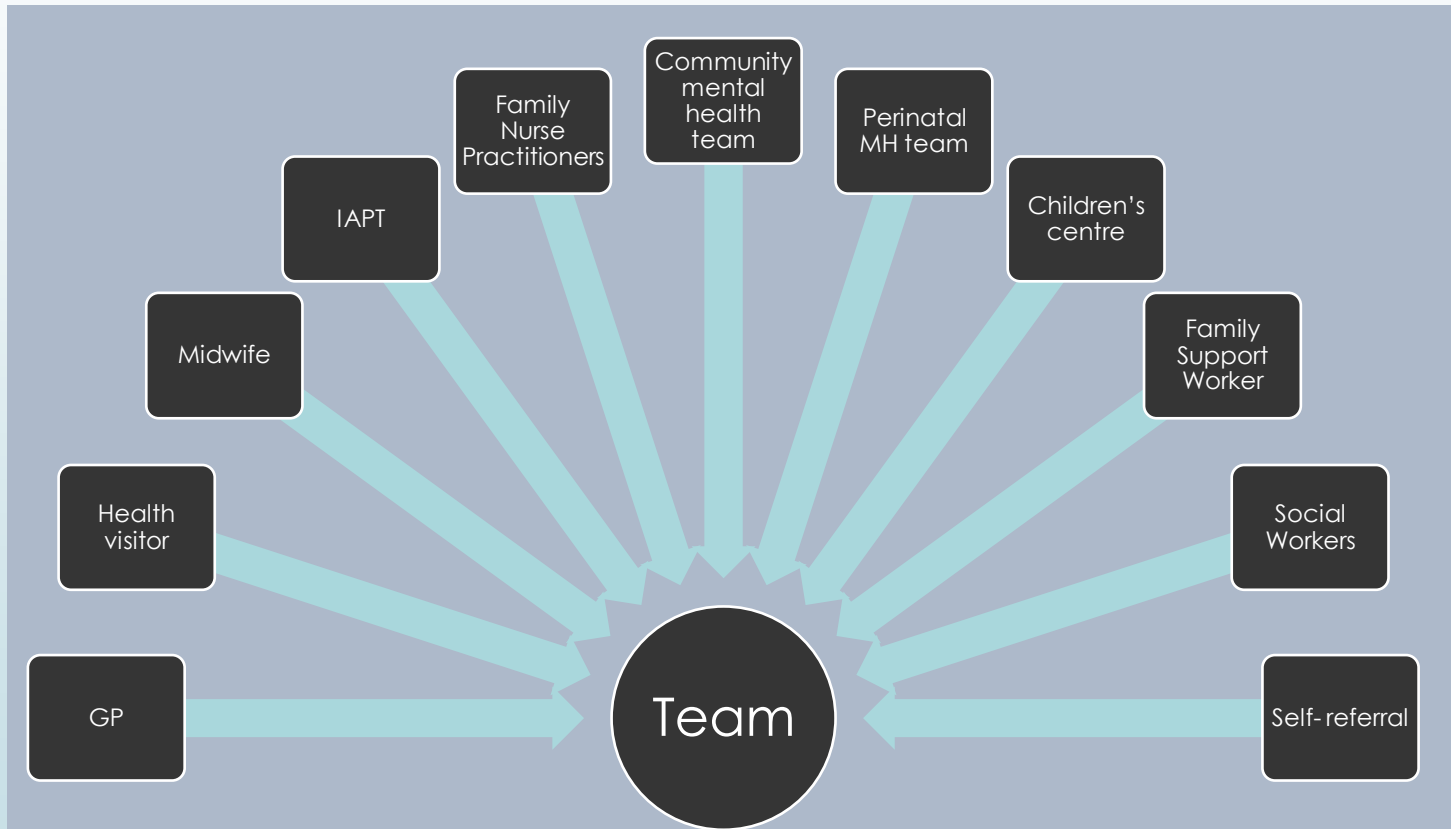 Community
mental
health
team
Family
Nurse
Practitioners
Perinatal
MH team
IAPT
Children’s
centre
Midwife
Family
Support
Worker
Health
visitor
Social
Workers
GP
Team
Self-referral